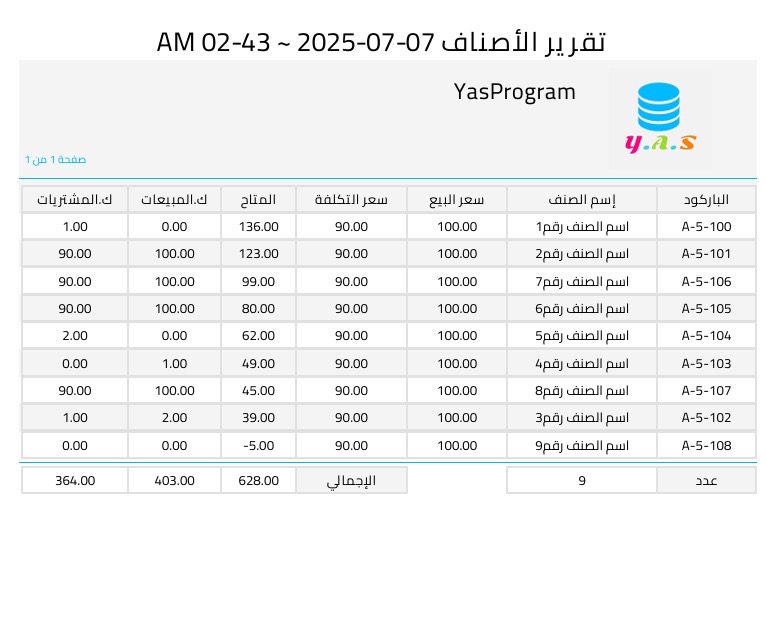 تقرير الأصناف 2025-07-07 ~ 02-43 AM
YasProgram
y.A.S
صفحة 1 من 1
الباركود إسم الصنف سعر البيع سعر التكلفة المتاح ك.المبيعات ك.المشتريات
A-5-100 اسم الصنف رقم1 100.00 90.00 136.00 0.00 1.00
A-5-101 اسم الصنف رقم2 100.00 90.00 123.00 100.00 90.00
A-5-106 اسم الصنف رقم7 100.00 90.00 99.00 100.00 90.00
A-5-105 اسم الصنف رقم6 100.00 90.00 80.00 100.00 90.00
A-5-104 اسم الصنف رقم5 100.00 90.00 62.00 0.00 2.00
A-5-103 اسم الصنف رقم4 100.00 90.00 49.00 1.00 0.00
A-5-107 اسم الصنف رقم8 100.00 90.00 45.00 100.00 90.00
A-5-102 اسم الصنف رقم3 100.00 90.00 39.00 2.00 1.00
A-5-108 اسم الصنف رقم9 100.00 90.00 -5.00 0.00 0.00
عدد 9 الإجمالي 628.00 403.00 364.00